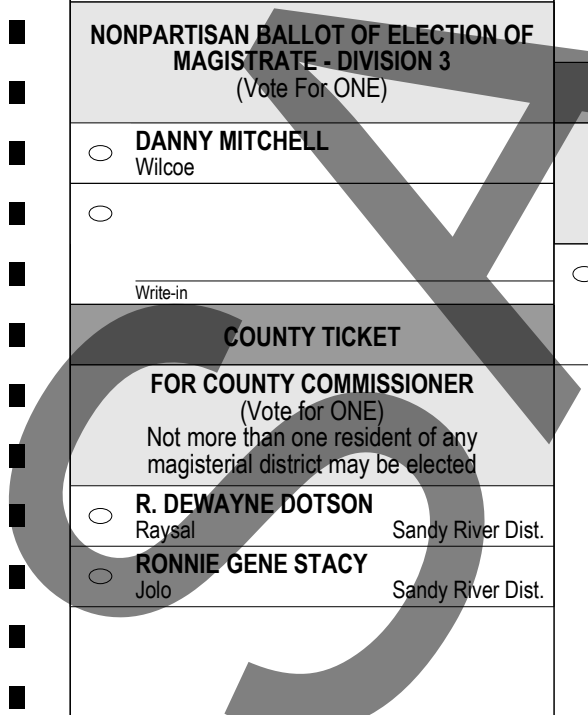 NONPARTISAN BALLOT OF ELECTION OF
MAGISTRATE - DIVISION 3
(Vote For ONE)
DANNY MITCHELL
Wilcoe
Write-in
COUNTY TICKET
FOR COUNTY COMMISSIONER
(Vote for ONE)
Not more than one resident of any
magisterial district may be elected
R. DEWAYNE DOTSON
Raysal Sandy River Dist.
RONNIE GENE STACY
Jolo Sandy River Dist.
SA